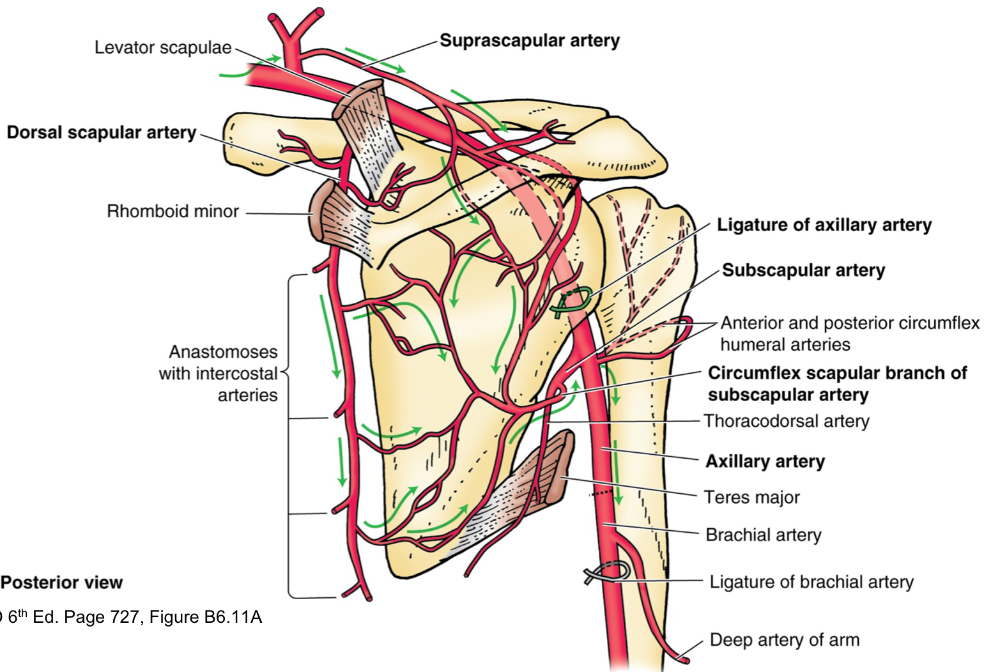 Levator scapulae
Suprascapular artery
Dorsal scapular artery
Rhomboid minor
Ligature of axillary artery
Subscapular artery
Anterior and posterior circumflex
humeral arteries
Anastomoses
with intercostal
arteries
Circumflex scapular branch of
subscapular artery
Thoracodorsal artery
Axillary artery
Teres major
Brachial artery
Posterior view
Ligature of brachial artery
6th Ed. Page 727, Figure B6.11A
Deep artery of arm